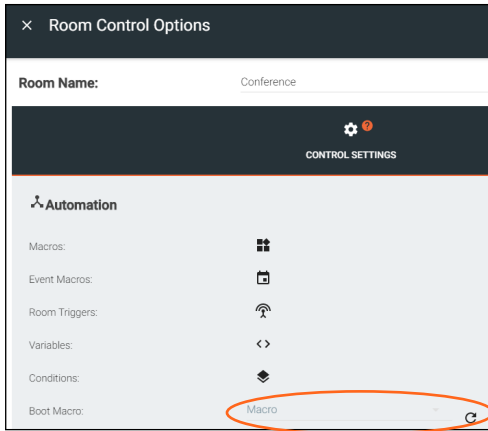 × Room Control Options
Room Name: Conference
?
CONTROL SETTINGS
Automation
Macros:
Event Macros:
Room Triggers:
Variables:
Conditions:
Boot Macro: Macro